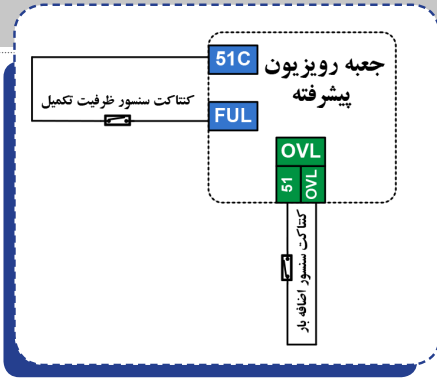 جعبه رویزیون
پیشرفته
51C
کنتاکت سنسور ظرفیت تکمیل
FUL
OVL
51 OVL
کنتاکت سنسور اضافه بار